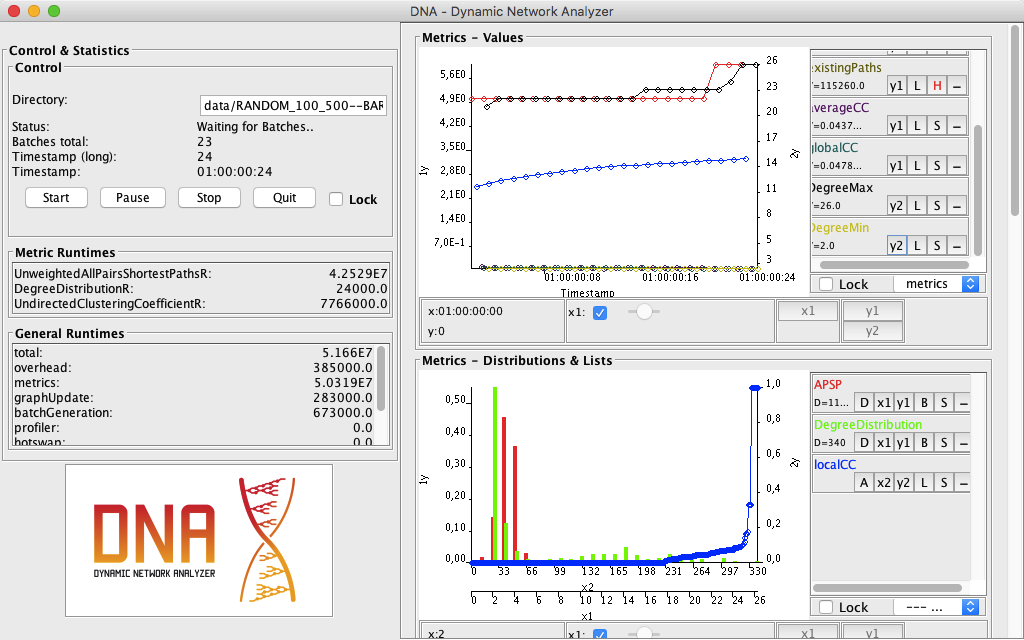 DNA - Dynamic Network Analyzer
Control & Statistics
Control
Directory: data/RANDOM_100_500--BAR
Status: Waiting for Batches..
Batches total: 23
Timestamp (long): 24
Timestamp: 01:00:00:24
Start Pause Stop Quit Lock
Metric Runtimes
UnweightedAllPairsShortestPathsR: 4.2529E7
DegreeDistributionR: 24000.0
UndirectedClusteringCoefficientR: 7766000.0
General Runtimes
total: 5.166E7
overhead: 385000.0
metrics: 5.0319E7
graphUpdate: 283000.0
batchGeneration: 673000.0
profiler: 0.0
hotswap: 0.0
DNA
DYNAMIC NETWORK ANALYZER
Metrics - Values
5,6E0
4,9E0
4,2E0
3,5E0
2,8E0
2,1E0
1,4E0
7,0E-1
1y
26
23
20
17
14
11
8
5
3
2y
01:00:00:08 01:00:00:16 01:00:00:24
Timestamp
existingPaths
=115260.0 y1 L H –
averageCC
=0.0437... y1 L S –
globalCC
=0.0478... y1 L S –
DegreeMax
=26.0 y2 L S –
DegreeMin
=2.0 y2 L S –
Lock metrics
x:01:00:00:00
y:0
x1:
x1 y1
y2
Metrics - Distributions & Lists
0,50
0,40
0,30
0,20
0,10
0,00
1y
1,0
0,8
0,6
0,4
0,2
0,0
2y
0 33 66 99 132 165 198 231 264 297 330
x2
0 2 4 6 8 10 12 14 16 18 20 22 24 26
x1
APSP
D=11... D x1 y1 B S –
DegreeDistribution
D=340 D x1 y1 B S –
localCC
A x2 y2 L S –
Lock --- ...
x:2 x1: x1 y1